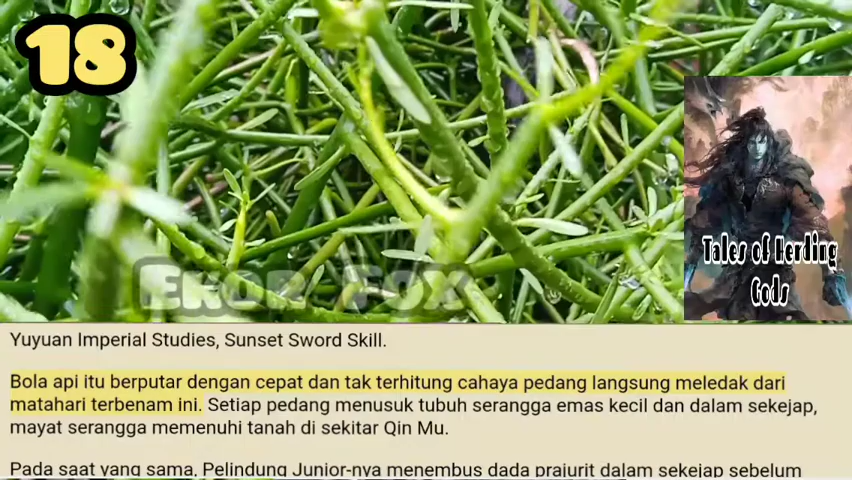 18
Tales of Herding
Gods
EKOR FOX
Yuyuan Imperial Studies, Sunset Sword Skill.
Bola api itu berputar dengan cepat dan tak terhitung cahaya pedang langsung meledak dari
matahari terbenam ini. Setiap pedang menusuk tubuh serangga emas kecil dan dalam sekejap,
mayat serangga memenuhi tanah di sekitar Qin Mu.
Pada saat yang sama, Pelindung Junior-nya menembus dada prajurit dalam sekejap sebelum